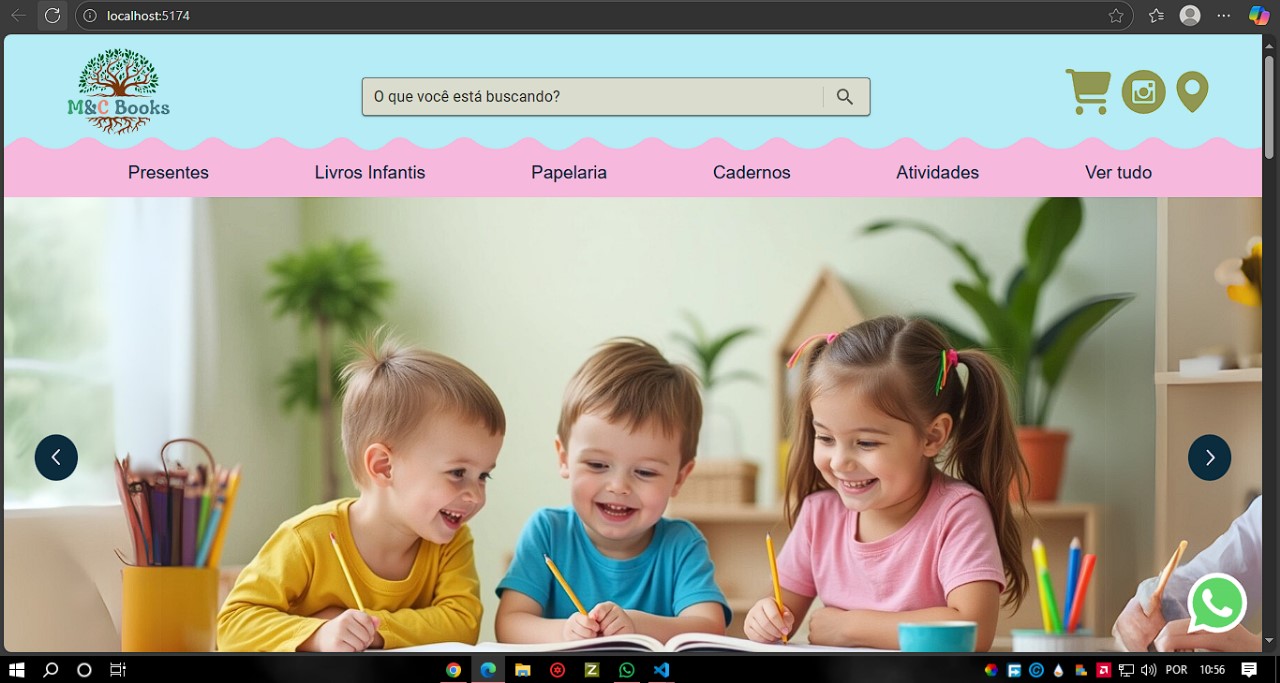 localhost:5174
M&C Books
O que você está buscando?
Presentes
Livros Infantis
Papelaria
Cadernos
Atividades
Ver tudo
POR
10:56